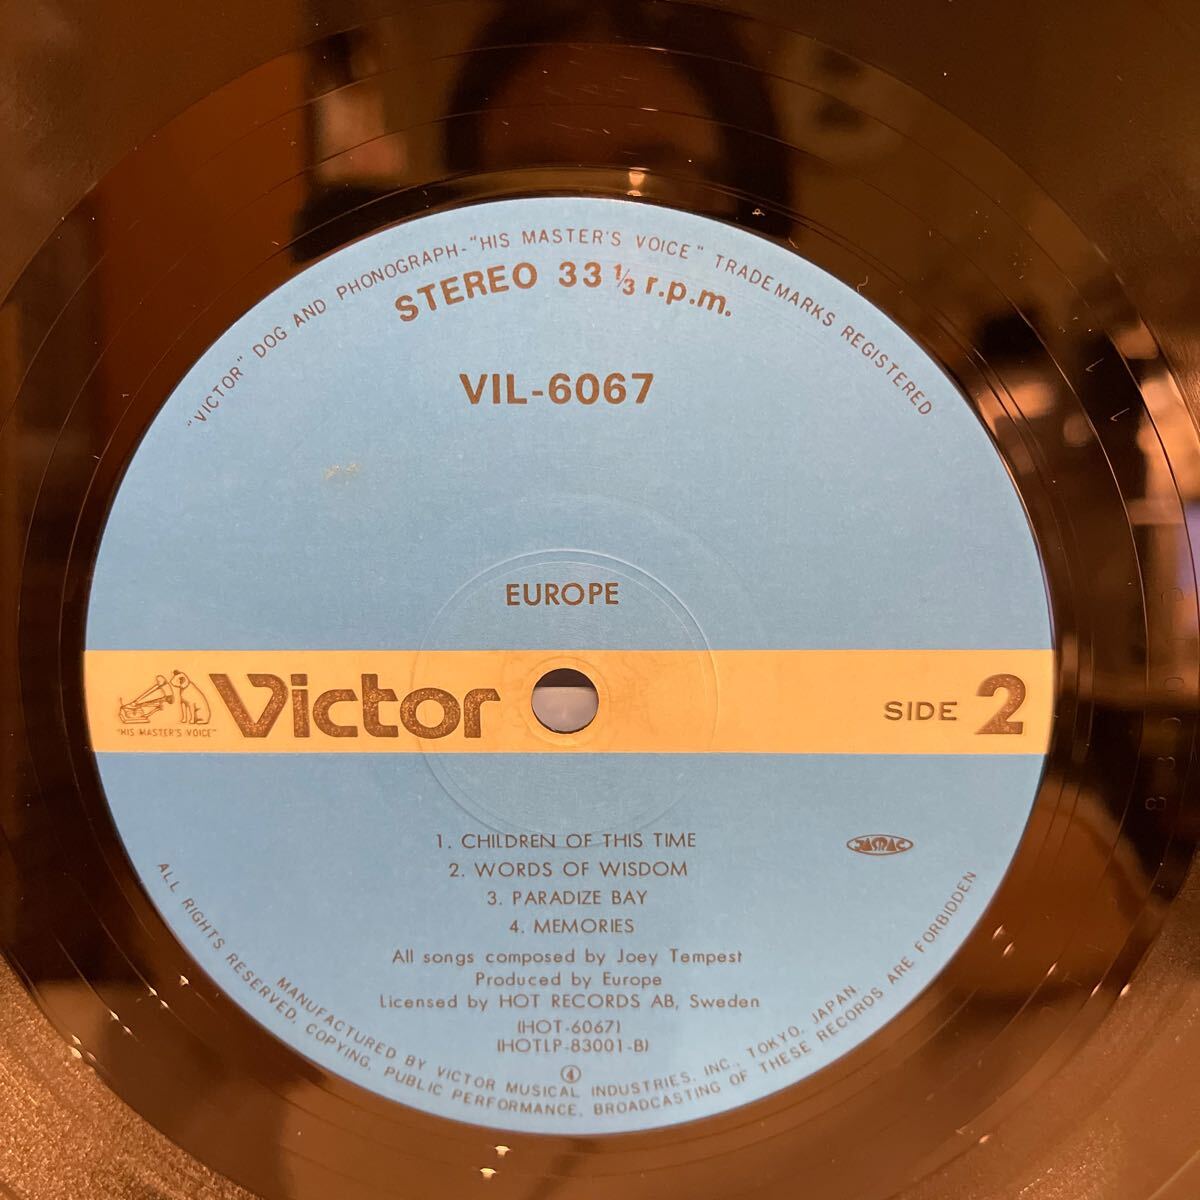 "VICTOR" DOG AND PHONOGRAPH-"HIS MASTER'S VOICE" TRADEMARKS REGISTERED
STEREO 33 1/3 r.p.m.
VIL-6067
EUROPE
"HIS MASTER'S VOICE"
Victor
SIDE 2
1. CHILDREN OF THIS TIME
2. WORDS OF WISDOM
3. PARADIZE BAY
4. MEMORIES
JASRAC
All songs composed by Joey Tempest
Produced by Europe
Licensed by HOT RECORDS AB, Sweden
(HOT-6067)
(HOTLP-83001-B)
④
MANUFACTURED BY VICTOR MUSICAL INDUSTRIES, INC., TOKYO, JAPAN.
ALL RIGHTS RESERVED, COPYING, PUBLIC PERFORMANCE, BROADCASTING OF THESE RECORDS ARE FORBIDDEN